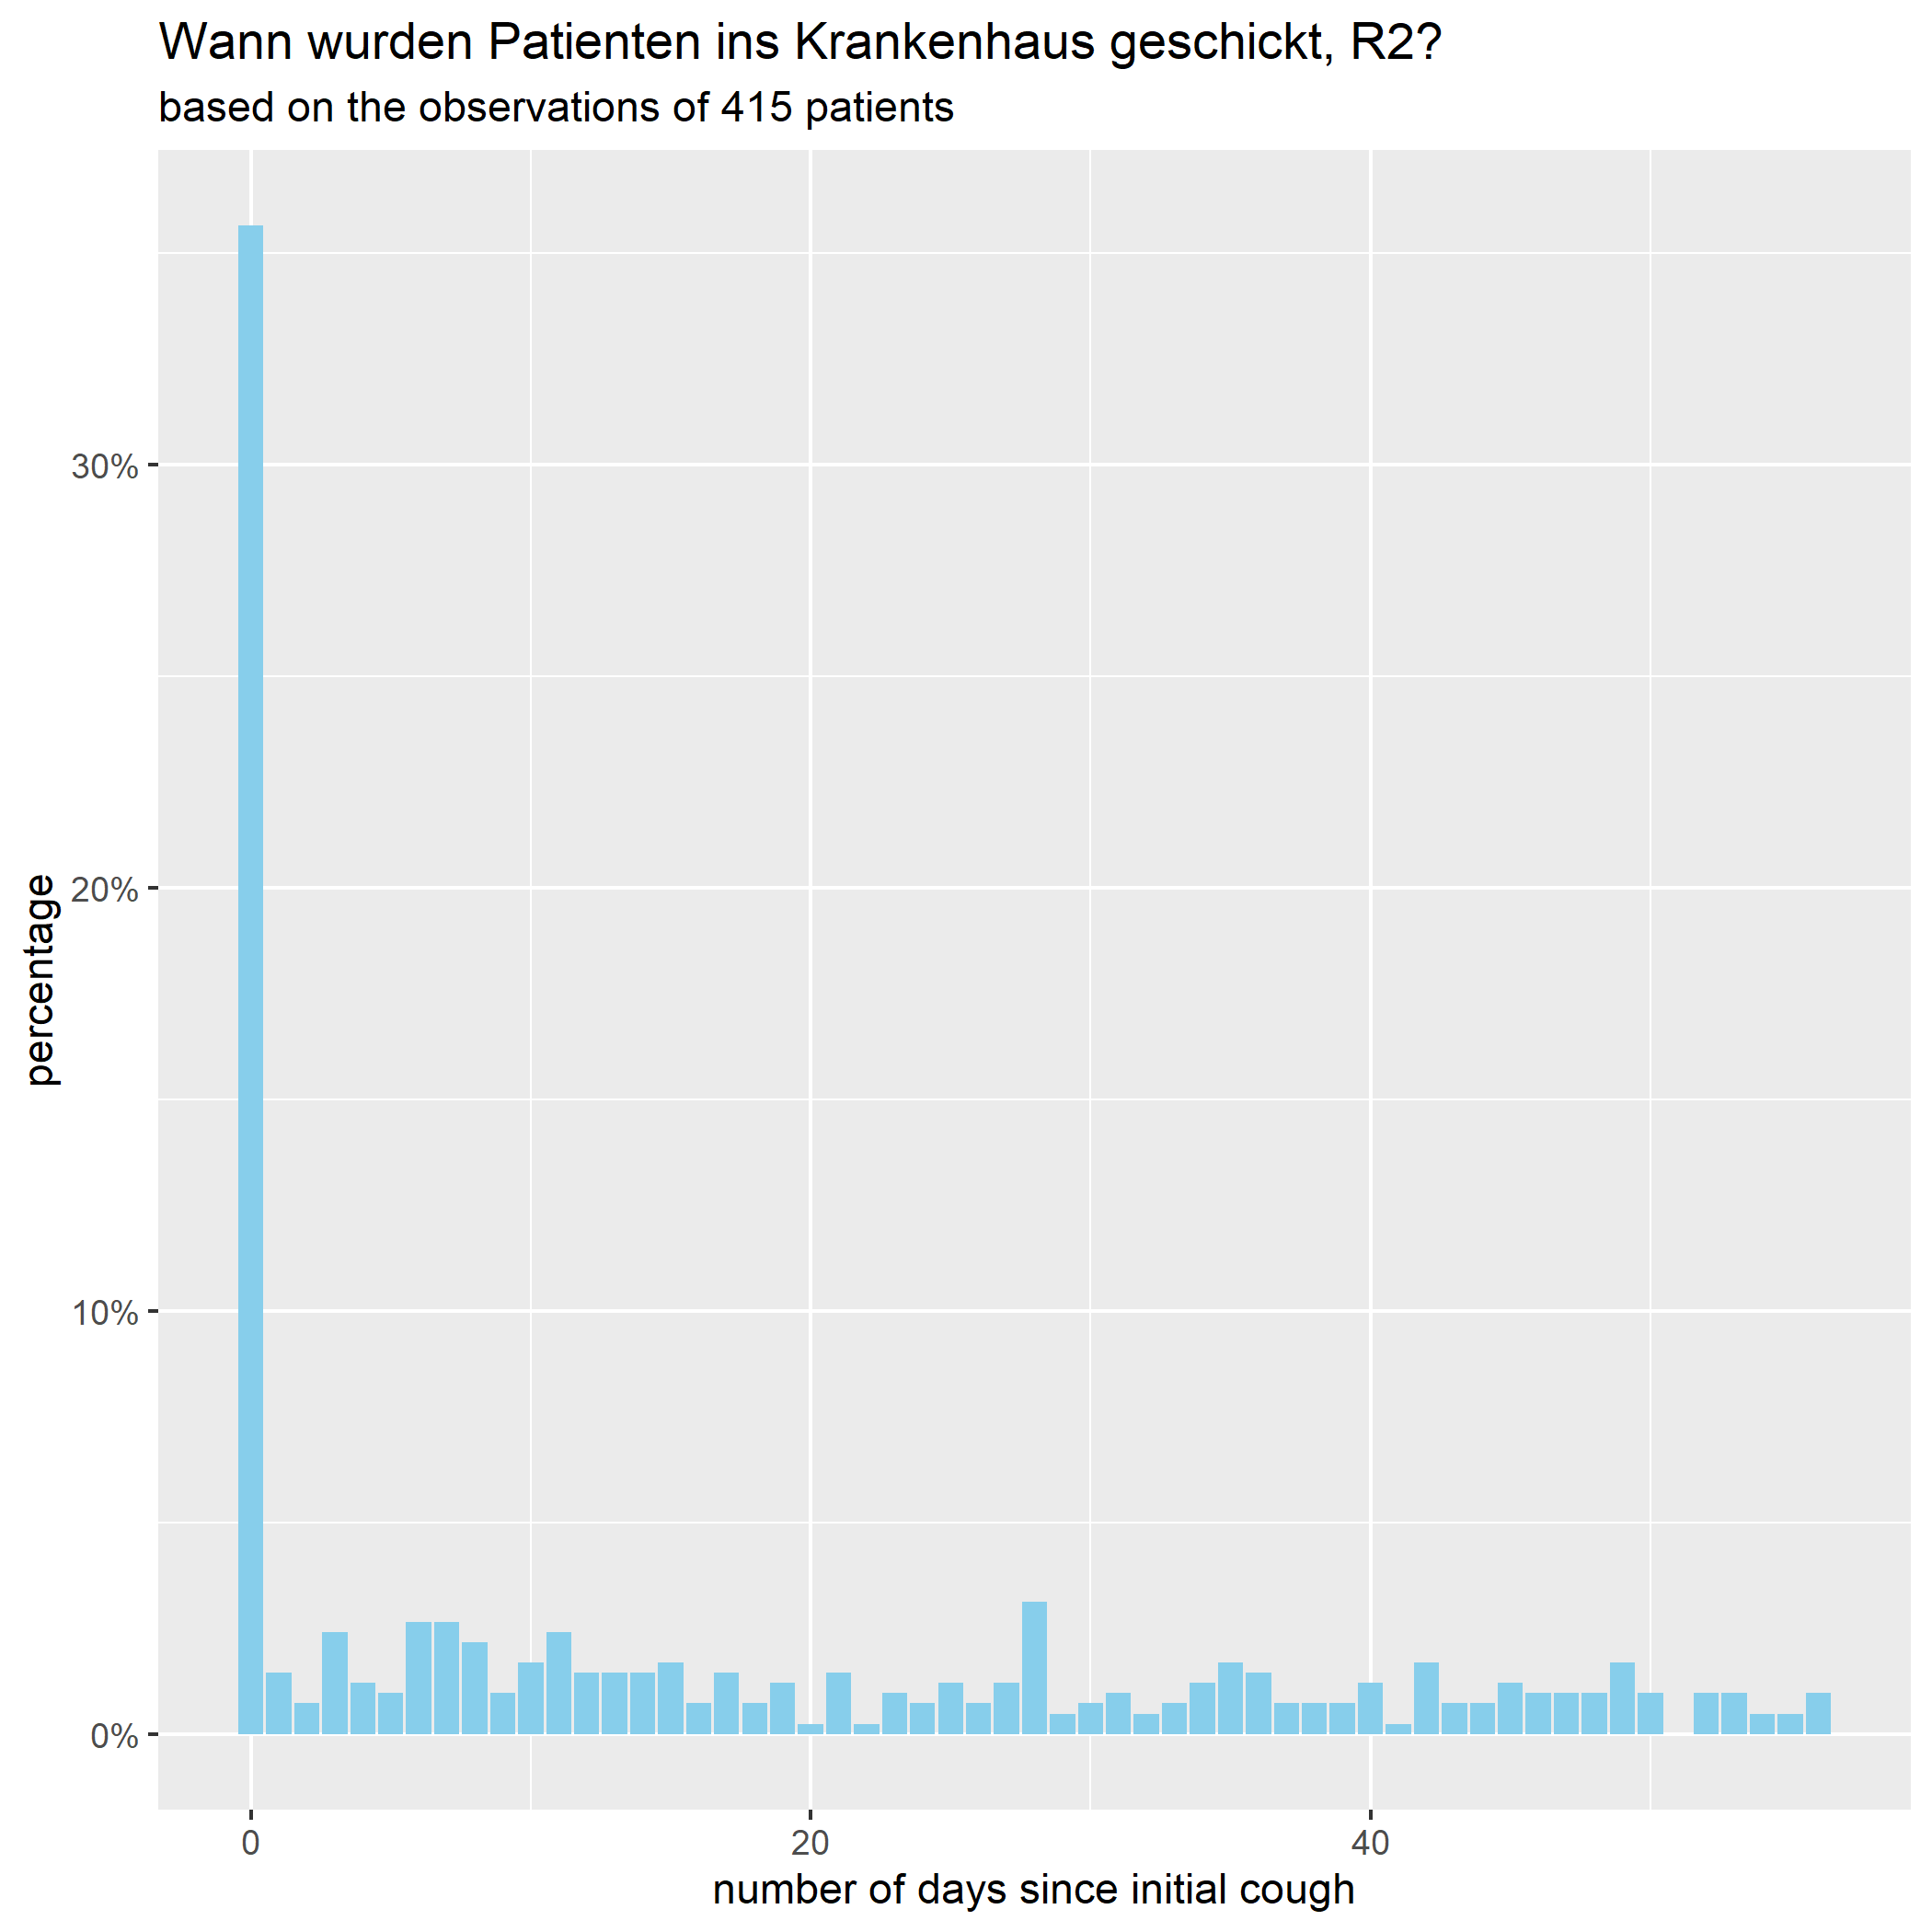 Wann wurden Patienten ins Krankenhaus geschickt, R2?
based on the observations of 415 patients
percentage
30%
20%
10%
0%
0
20
40
number of days since initial cough